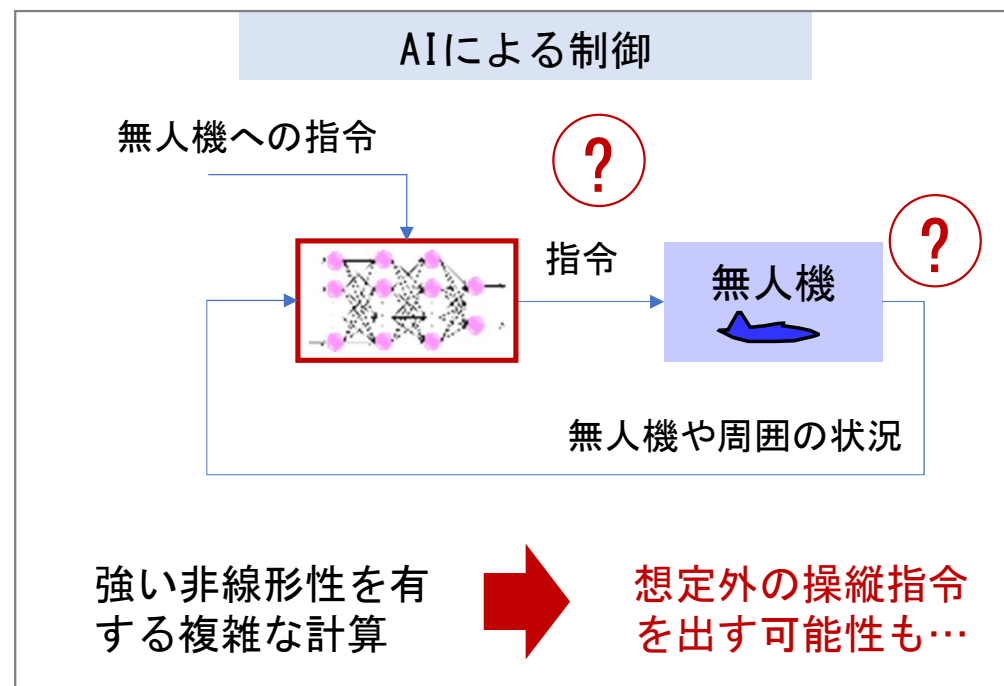 AIによる制御
無人機への指令
?
?
指令
無人機
無人機や周囲の状況
強い非線形性を有
する複雑な計算
想定外の操縦指令
を出す可能性も…